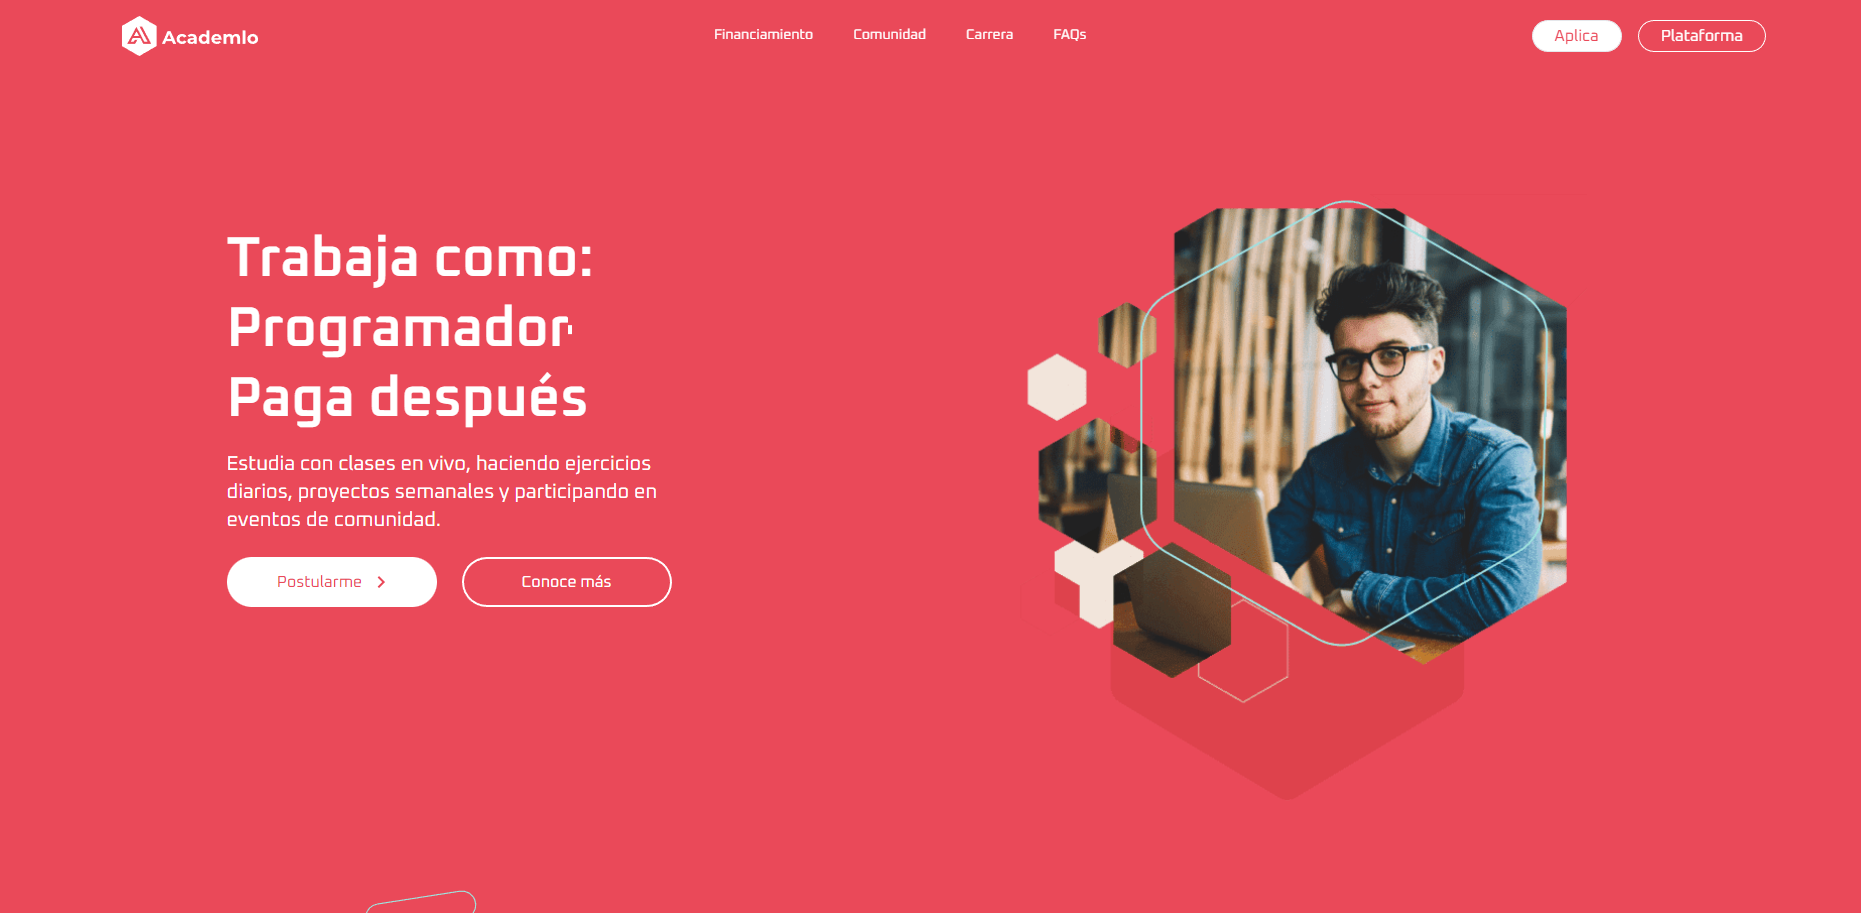 Academlo
Financiamiento
Comunidad
Carrera
FAQs
Aplica
Plataforma
Trabaja como:
Programador
Paga después
Estudia con clases en vivo, haciendo ejercicios
diarios, proyectos semanales y participando en
eventos de comunidad.
Postularme
Conoce más